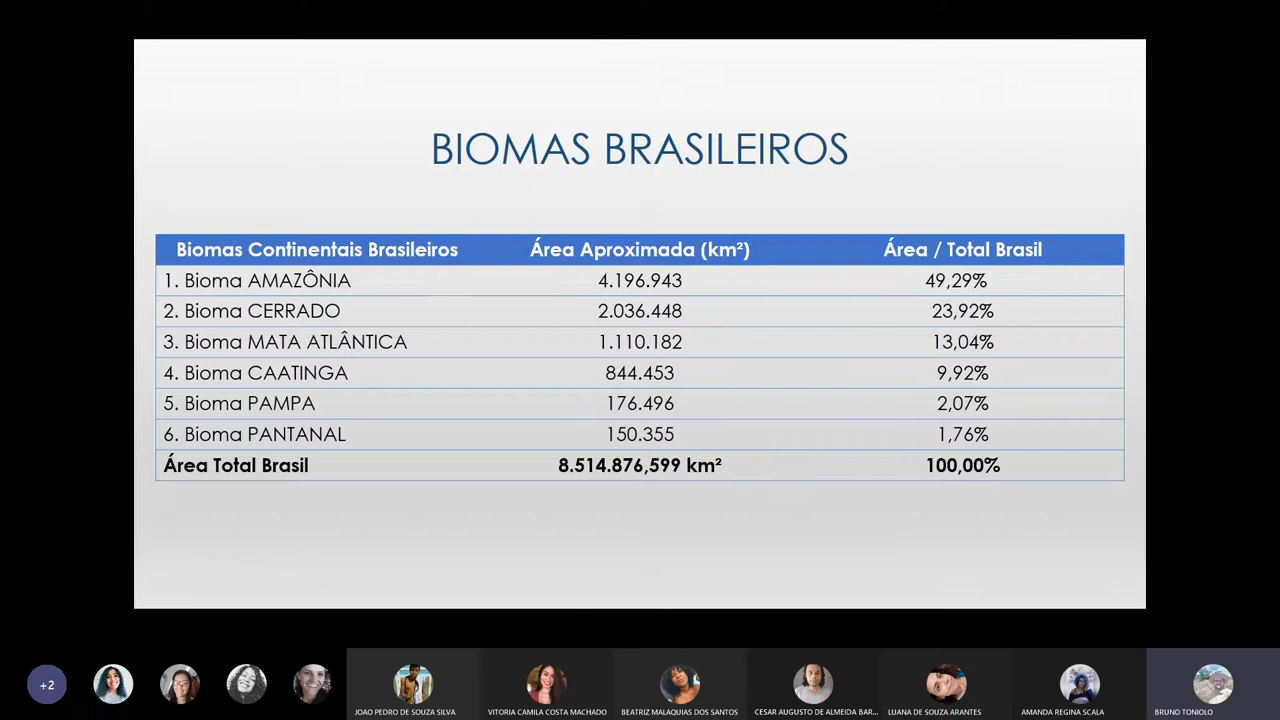 BIOMAS BRASILEIROS
Biomas Continentais Brasileiros Área Aproximada (km²) Área / Total Brasil
1. Bioma AMAZÔNIA 4.196.943 49,29%
2. Bioma CERRADO 2.036.448 23,92%
3. Bioma MATA ATLÂNTICA 1.110.182 13,04%
4. Bioma CAATINGA 844.453 9,92%
5. Bioma PAMPA 176.496 2,07%
6. Bioma PANTANAL 150.355 1,76%
Área Total Brasil 8.514.876,599 km² 100,00%
+2
JOAO PEDRO DE SOUZA SILVA VITORIA CAMILA COSTA MACHADO BEATRIZ MALAQUIAS DOS SANTOS CESAR AUGUSTO DE ALMEIDA BAR... LUANA DE SOUZA ARANTES AMANDA REGINA SCALA BRUNO TONIOLO